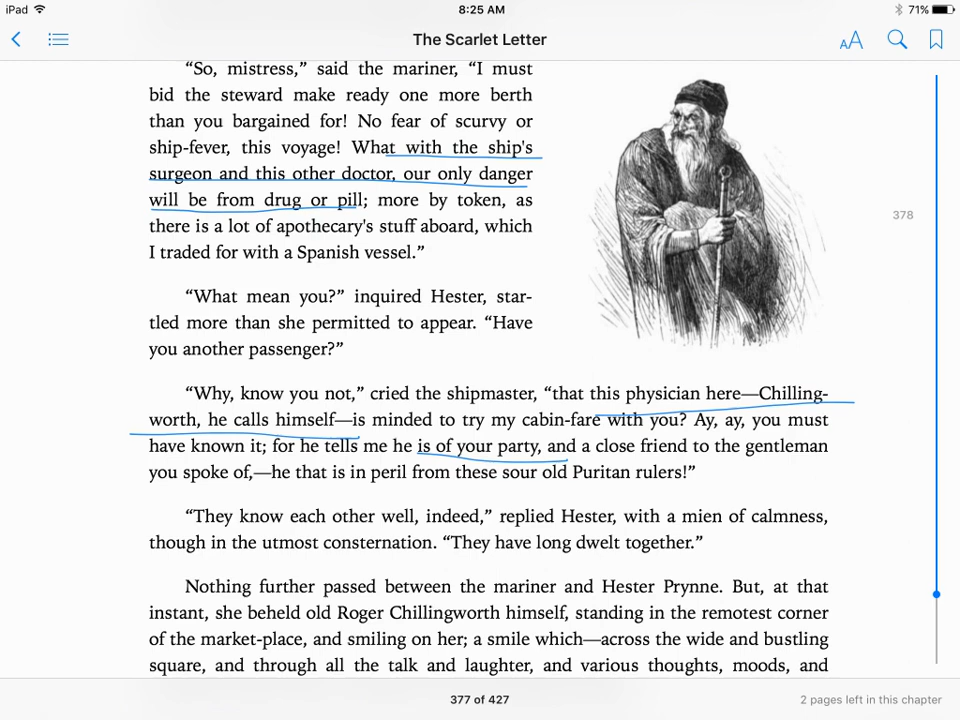 iPad 8:25 AM 71%
The Scarlet Letter AA
“So, mistress,” said the mariner, “I must
bid the steward make ready one more berth
than you bargained for! No fear of scurvy or
ship-fever, this voyage! What with the ship's
surgeon and this other doctor, our only danger
will be from drug or pill; more by token, as
there is a lot of apothecary's stuff aboard, which
I traded for with a Spanish vessel.”
378
“What mean you?” inquired Hester, star-
tled more than she permitted to appear. “Have
you another passenger?”
“Why, know you not,” cried the shipmaster, “that this physician here—Chilling-
worth, he calls himself—is minded to try my cabin-fare with you? Ay, ay, you must
have known it; for he tells me he is of your party, and a close friend to the gentleman
you spoke of,—he that is in peril from these sour old Puritan rulers!”
“They know each other well, indeed,” replied Hester, with a mien of calmness,
though in the utmost consternation. “They have long dwelt together.”
Nothing further passed between the mariner and Hester Prynne. But, at that
instant, she beheld old Roger Chillingworth himself, standing in the remotest corner
of the market-place, and smiling on her; a smile which—across the wide and bustling
square, and through all the talk and laughter, and various thoughts, moods, and
377 of 427 2 pages left in this chapter